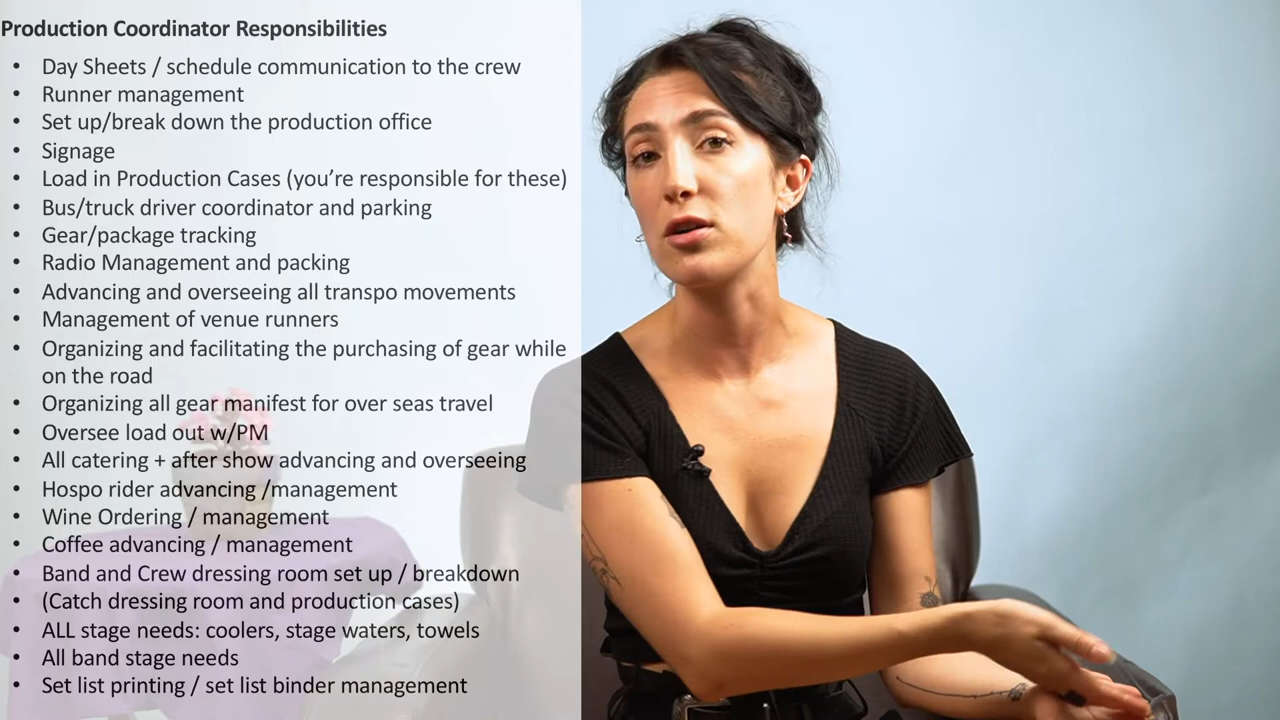 Production Coordinator Responsibilities
• Day Sheets / schedule communication to the crew
• Runner management
• Set up/break down the production office
• Signage
• Load in Production Cases (you're responsible for these)
• Bus/truck driver coordinator and parking
• Gear/package tracking
• Radio Management and packing
• Advancing and overseeing all transpo movements
• Management of venue runners
• Organizing and facilitating the purchasing of gear while
on the road
• Organizing all gear manifest for over seas travel
• Oversee load out w/PM
• All catering + after show advancing and overseeing
• Hospo rider advancing /management
• Wine Ordering / management
• Coffee advancing / management
• Band and Crew dressing room set up / breakdown
• (Catch dressing room and production cases)
• ALL stage needs: coolers, stage waters, towels
• All band stage needs
• Set list printing / set list binder management